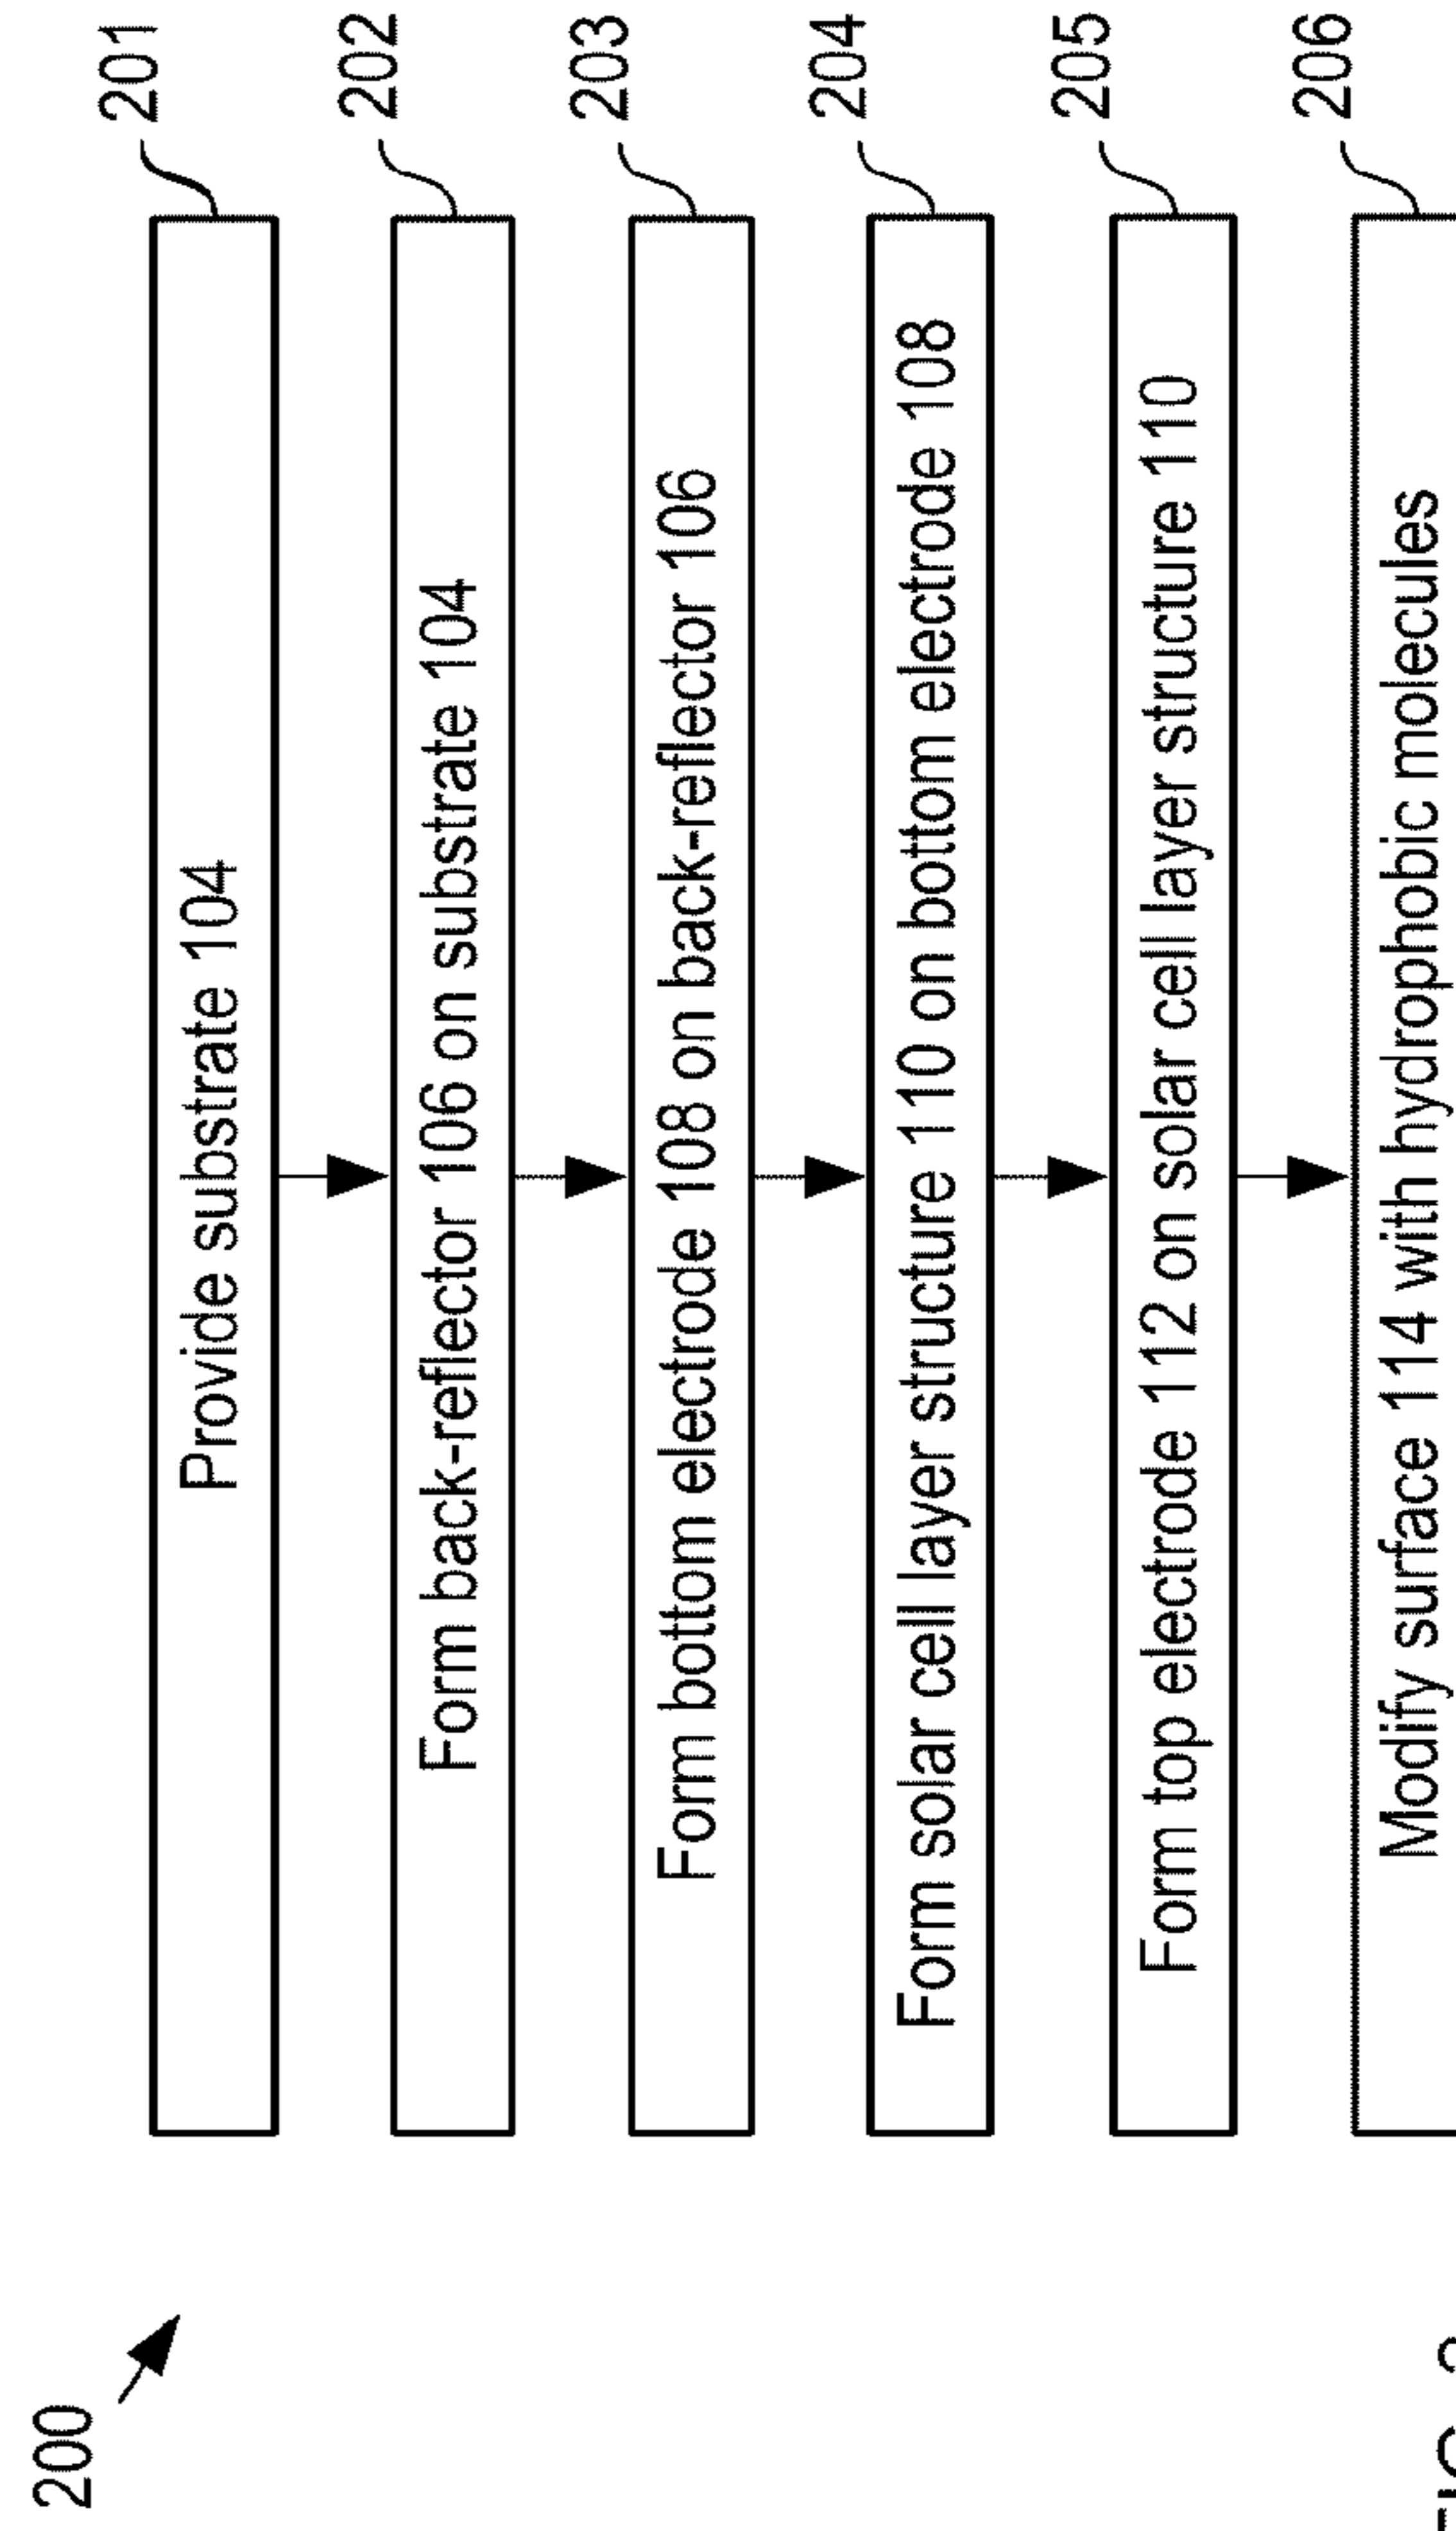 200
201
Provide substrate 104
202
Form back-reflector 106 on substrate 104
203
Form bottom electrode 108 on back-reflector 106
204
Form solar cell layer structure 110 on bottom electrode 108
205
Form top electrode 112 on solar cell layer structure 110
206
Modify surface 114 with hydrophobic molecules